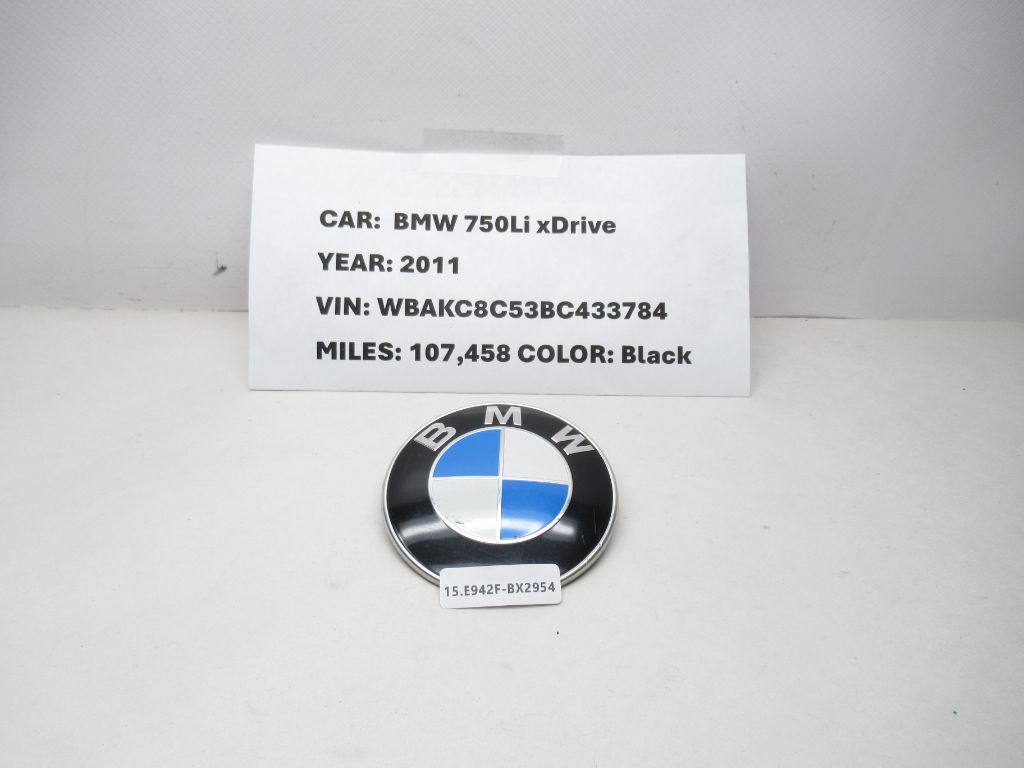 CAR: BMW 750Li xDrive
YEAR: 2011
VIN: WBAKC8C53BC433784
MILES: 107,458 COLOR: Black
BMW
15.E942F-BX2954